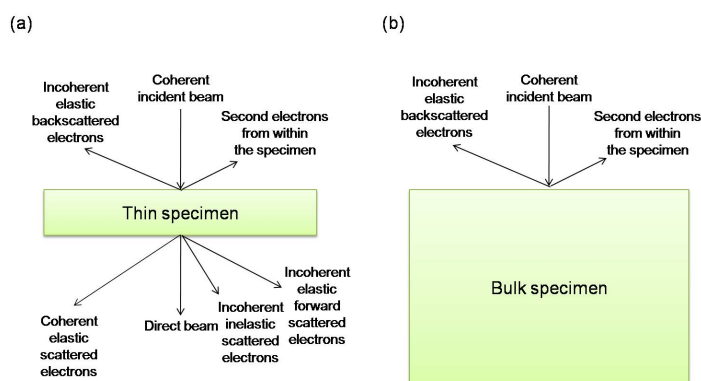 (a)
Incoherent
elastic
backscattered
electrons
Coherent
incident beam
Second electrons
from within
the specimen
Thin specimen
Coherent
elastic
scattered
electrons
Direct beam
Incoherent
inelastic
scattered
electrons
Incoherent
elastic
forward
scattered
electrons
(b)
Incoherent
elastic
backscattered
electrons
Coherent
incident beam
Second electrons
from within
the specimen
Bulk specimen